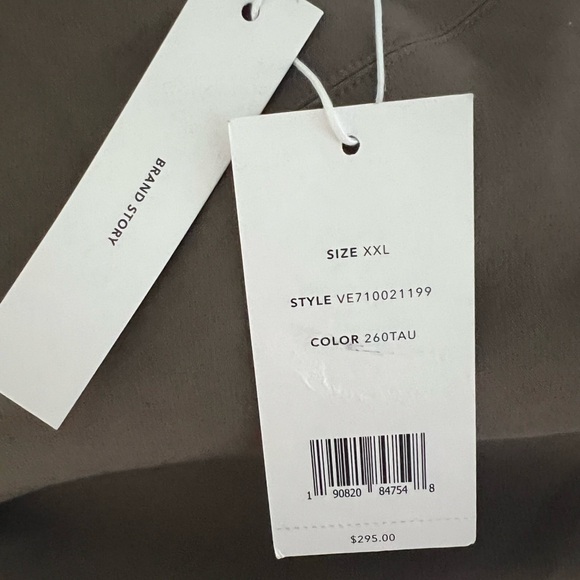 BRAND STORY
SIZE XXL
STYLE VE710021199
COLOR 260TAU
1 90820 84754 8
$295.00